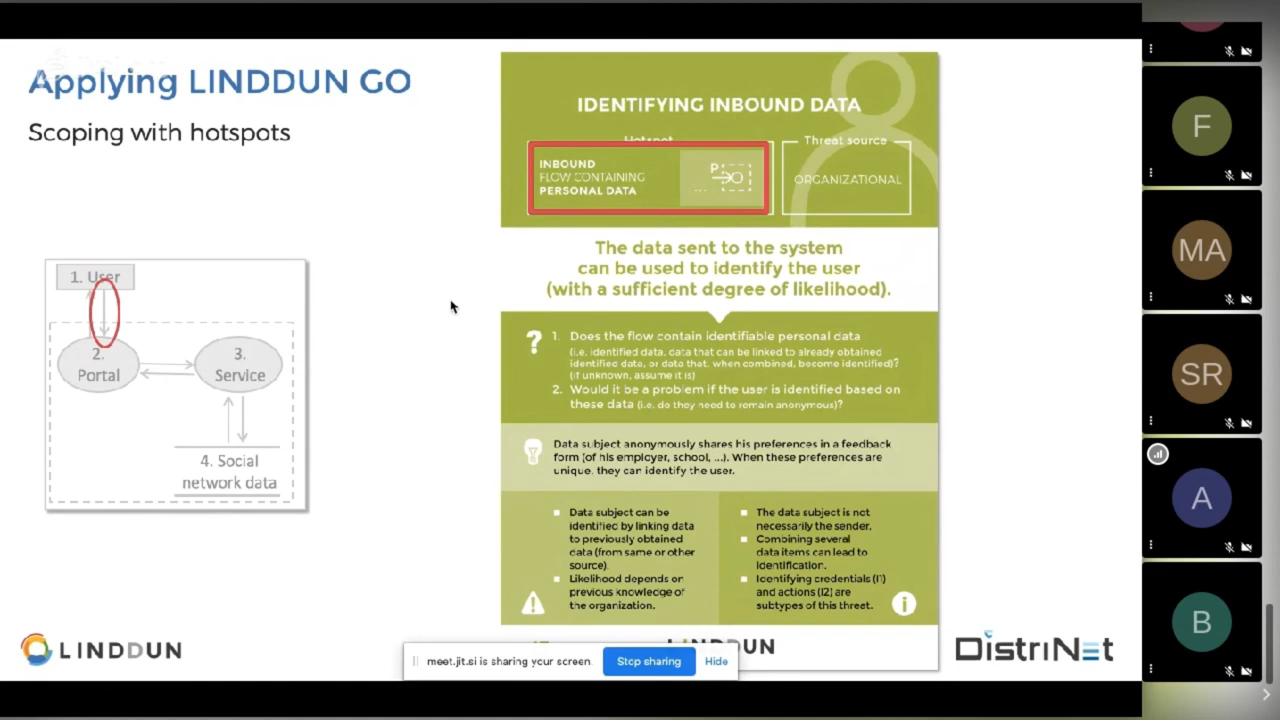 Applying LINDDUN GO
Scoping with hotspots
1. User
2.
Portal
3.
Service
4. Social
network data
IDENTIFYING INBOUND DATA
Hotspot
INBOUND
FLOW CONTAINING
PERSONAL DATA
P
...
Threat source
ORGANIZATIONAL
The data sent to the system
can be used to identify the user
(with a sufficient degree of likelihood).
?
1. Does the flow contain identifiable personal data
(i.e. identified data, data that can be linked to already obtained
identified data, or data that, when combined, become identified)?
(if unknown, assume it is)
2. Would it be a problem if the user is identified based on
these data (i.e. do they need to remain anonymous)?
Data subject anonymously shares his preferences in a feedback
form (of his employer, school, ...). When these preferences are
unique, they can identify the user.
Data subject can be
identified by linking data
to previously obtained
data (from same or other
source).
Likelihood depends on
previous knowledge of
the organization.
The data subject is not
necessarily the sender.
Combining several
data items can lead to
identification.
Identifying credentials (I1)
and actions (I2) are
subtypes of this threat.
LINDDUN
DistriNet
meet.jit.si is sharing your screen.
Stop sharing
Hide
F
MA
SR
A
B